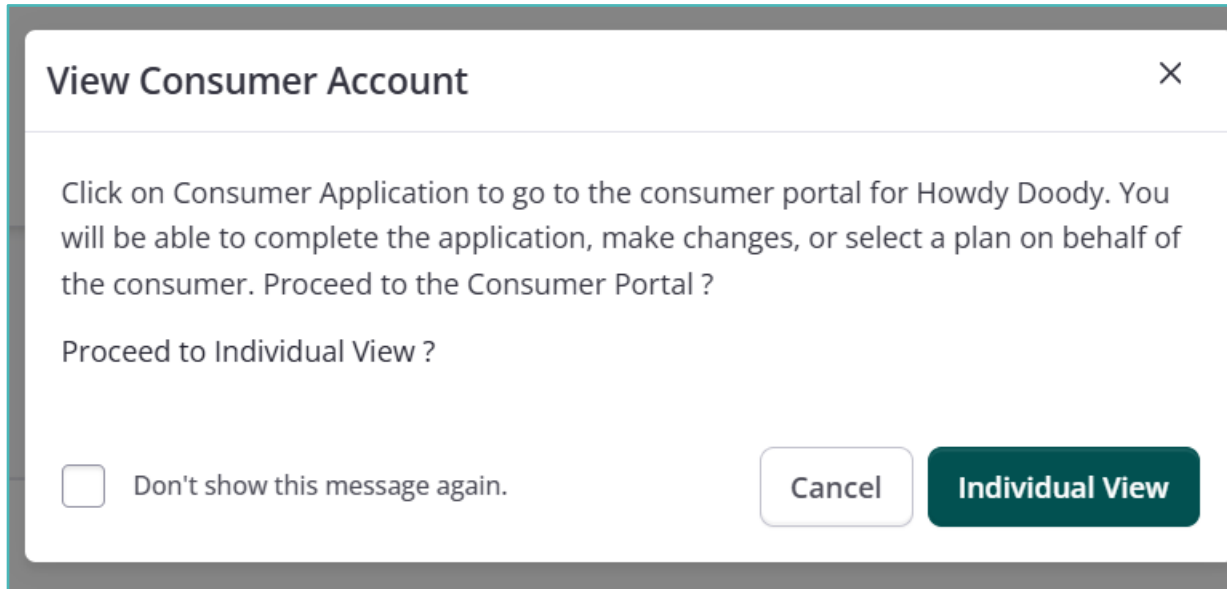 View Consumer Account
Click on Consumer Application to go to the consumer portal for Howdy Doody. You
will be able to complete the application, make changes, or select a plan on behalf of
the consumer. Proceed to the Consumer Portal ?
Proceed to Individual View ?
Don't show this message again.
Cancel
Individual View